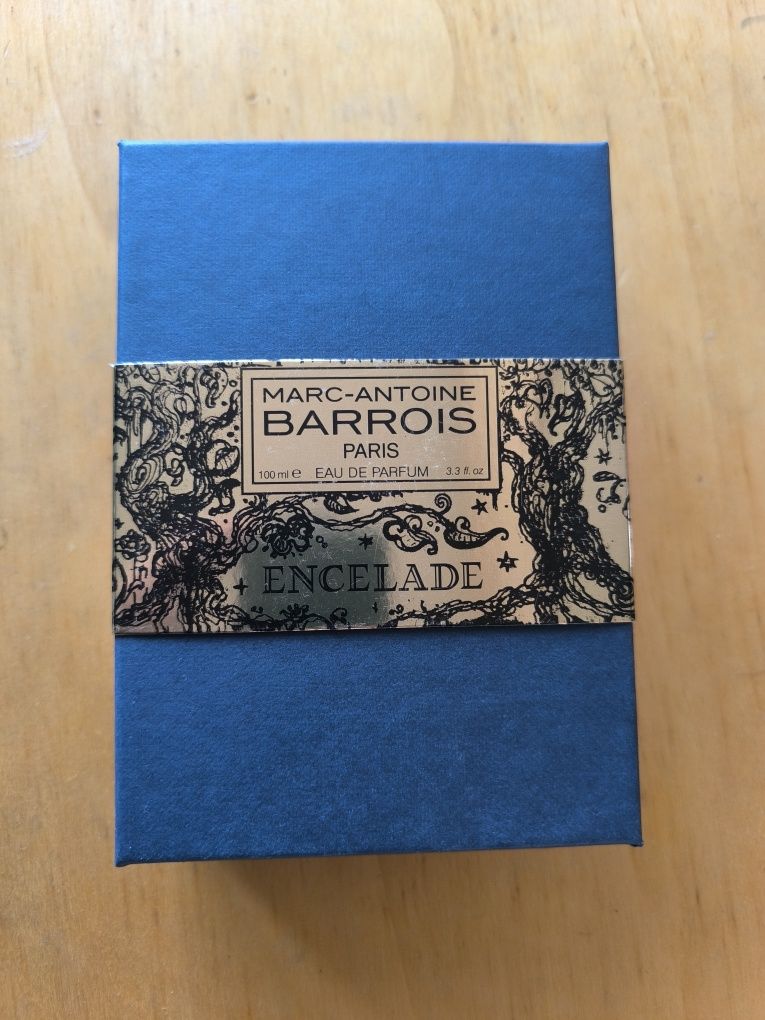 MARC-ANTOINE
BARROIS
PARIS
100 ml ℮ EAU DE PARFUM 3.3 fl. oz
ENCELADE